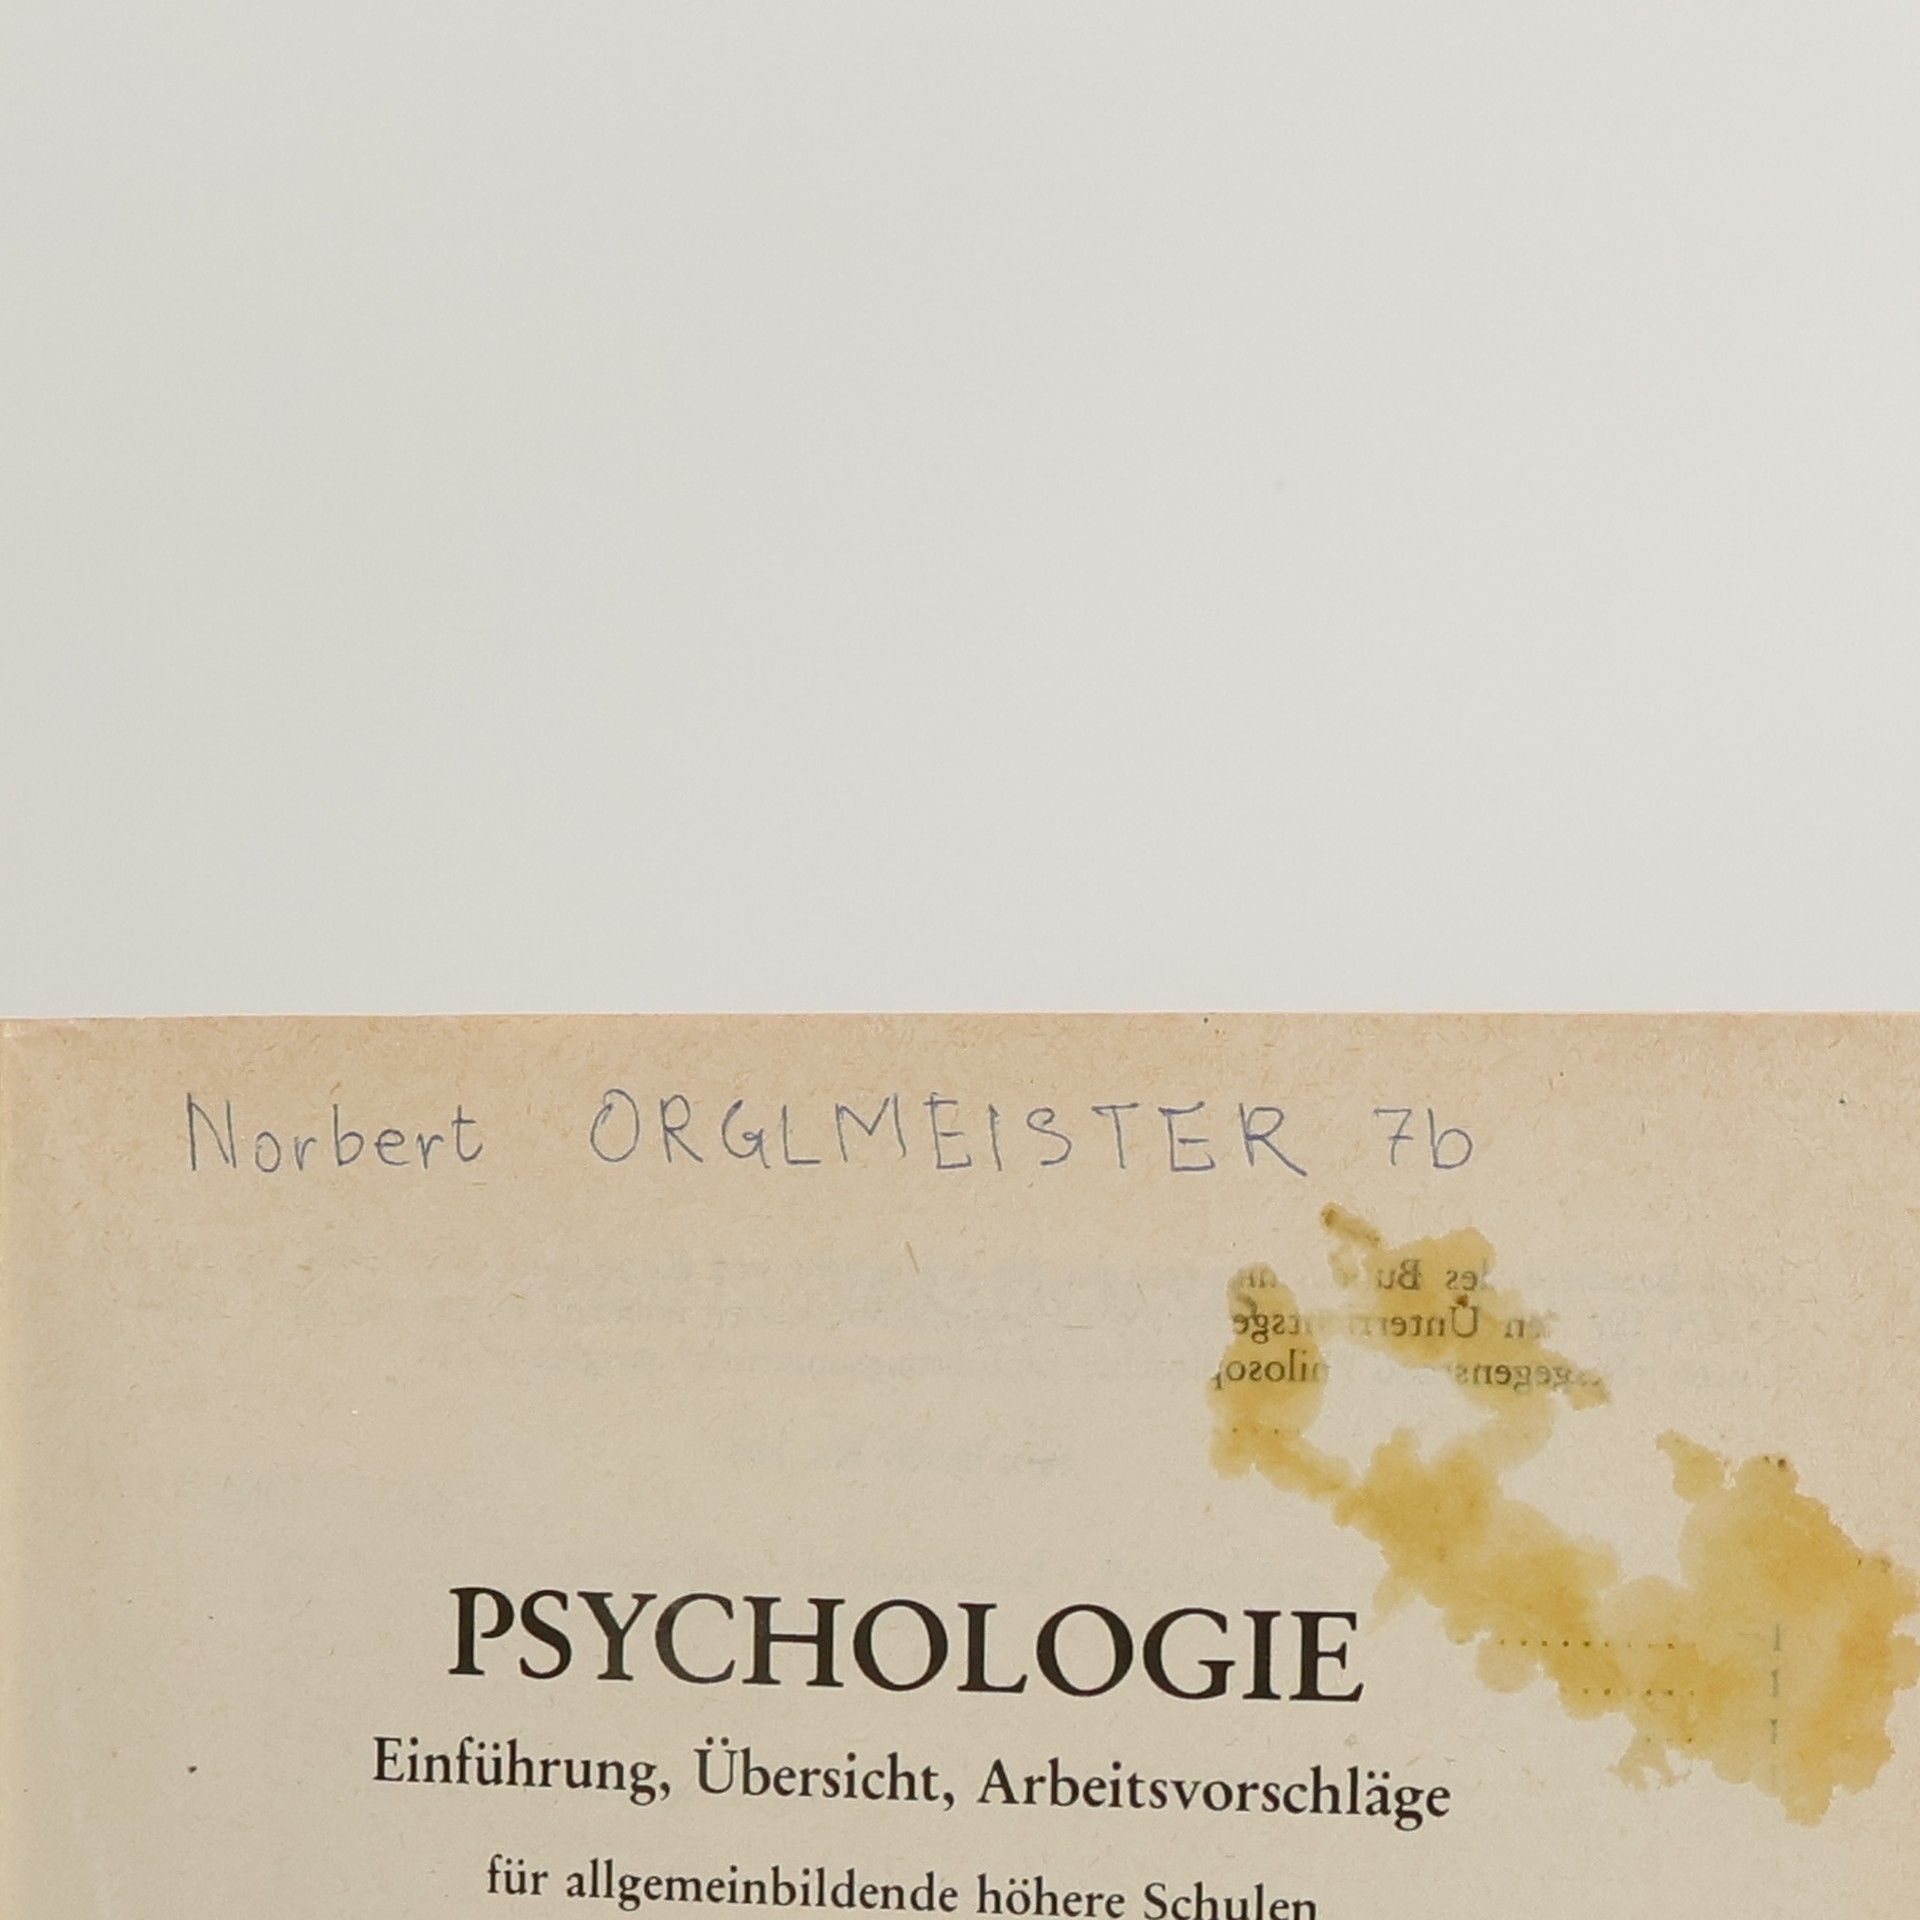 Norbert ORGLMEISTER 7b
PSYCHOLOGIE
Einführung, Übersicht, Arbeitsvorschläge
für allgemeinbildende höhere Schulen